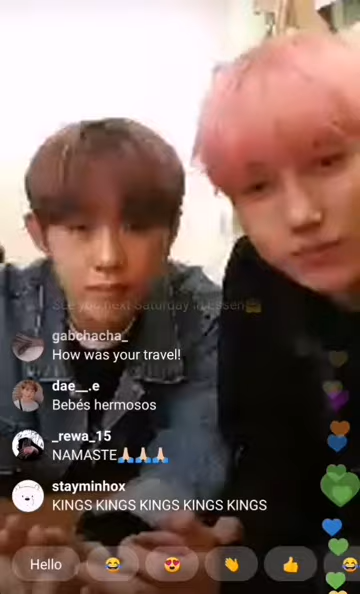 See you next Saturday in Essen🤗
gabchacha_
How was your travel!
dae__.e
Bebés hermosos
_rewa_15
NAMASTE🙏🏻🙏🏻🙏🏻
stayminhox
KINGS KINGS KINGS KINGS KINGS
Hello